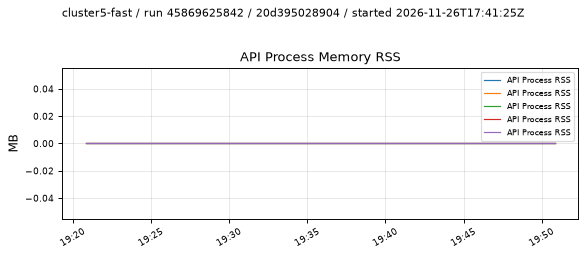 cluster5-fast / run 45869625842 / 20d395028904 / started 2026-11-26T17:41:25Z
API Process Memory RSS
MB
0.04
0.02
0.00
−0.02
−0.04
API Process RSS
API Process RSS
API Process RSS
API Process RSS
API Process RSS
19:20
19:25
19:30
19:35
19:40
19:45
19:50